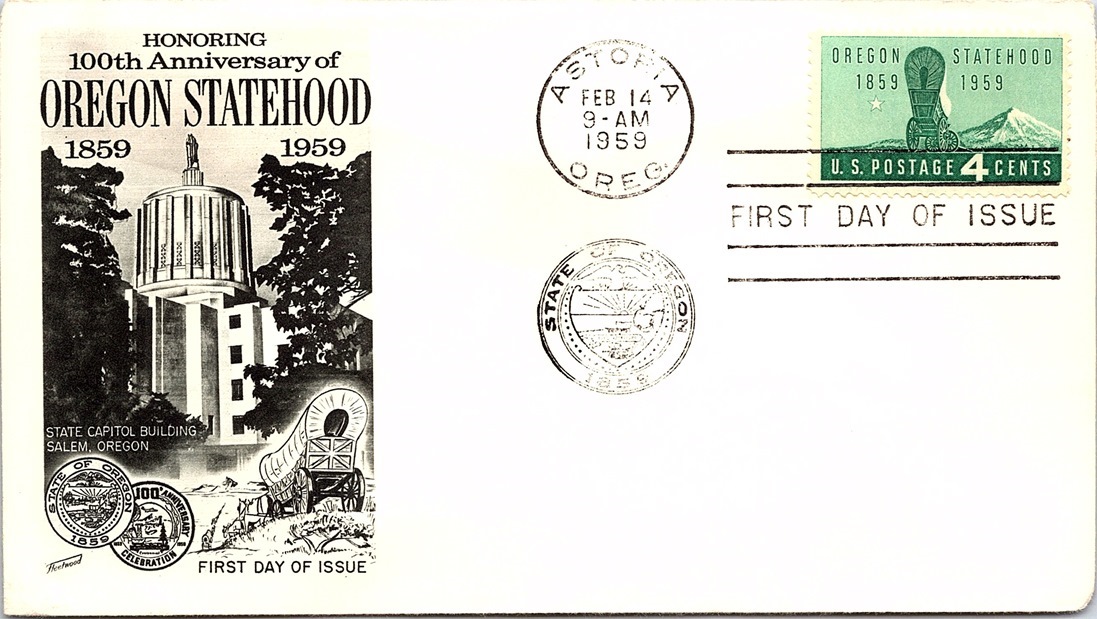 HONORING
100th Anniversary of
OREGON STATEHOOD
1859 1959
STATE CAPITOL BUILDING
SALEM, OREGON
STATE OF OREGON
1859
100TH ANNIVERSARY
CELEBRATION
Fleetwood
FIRST DAY OF ISSUE
ASTORIA
FEB 14
9-AM
1959
OREG.
STATE OF OREGON
1859
OREGON STATEHOOD
1859 1959
U.S. POSTAGE 4 CENTS
FIRST DAY OF ISSUE